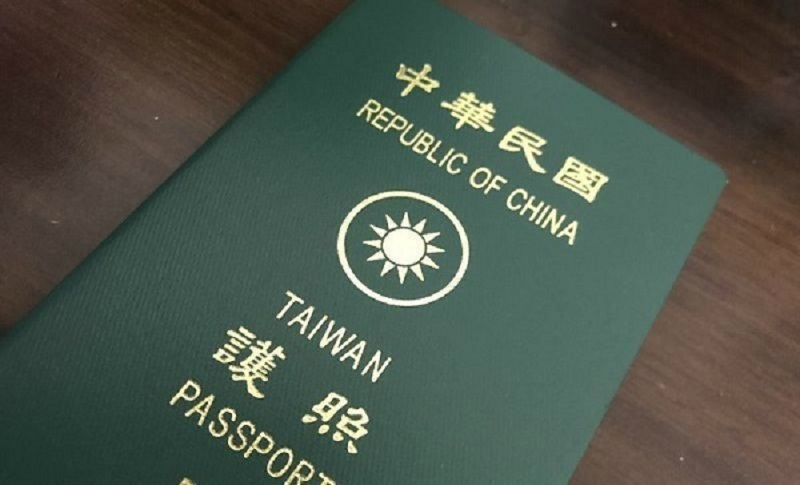 中華民國
REPUBLIC OF CHINA
TAIWAN
護照
PASSPORT